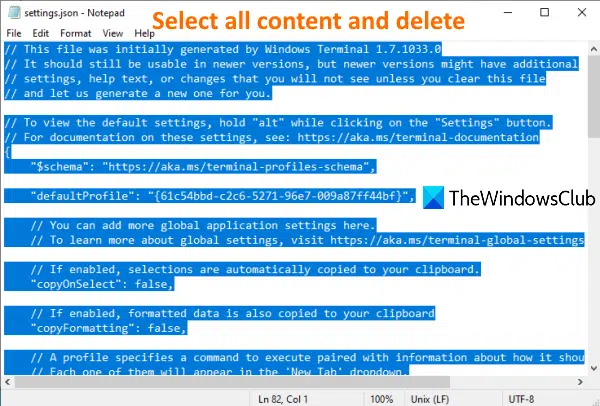 settings.json - Notepad
Select all content and delete
File Edit Format View Help
// This file was initially generated by Windows Terminal 1.7.1033.0
// It should still be usable in newer versions, but newer versions might have additional
// settings, help text, or changes that you will not see unless you clear this file
// and let us generate a new one for you.
// To view the default settings, hold "alt" while clicking on the "Settings" button.
// For documentation on these settings, see: https://aka.ms/terminal-documentation
{
"$schema": "https://aka.ms/terminal-profiles-schema",
"defaultProfile": "{61c54bbd-c2c6-5271-96e7-009a87ff44bf}",
TheWindowsClub
// You can add more global application settings here.
// To learn more about global settings, visit https://aka.ms/terminal-global-settings
// If enabled, selections are automatically copied to your clipboard.
"copyOnSelect": false,
// If enabled, formatted data is also copied to your clipboard
"copyFormatting": false,
// A profile specifies a command to execute paired with information about how it shou
// Each one of them will appear in the 'New Tab' dropdown,
Ln 82, Col 1 100% Unix (LF) UTF-8